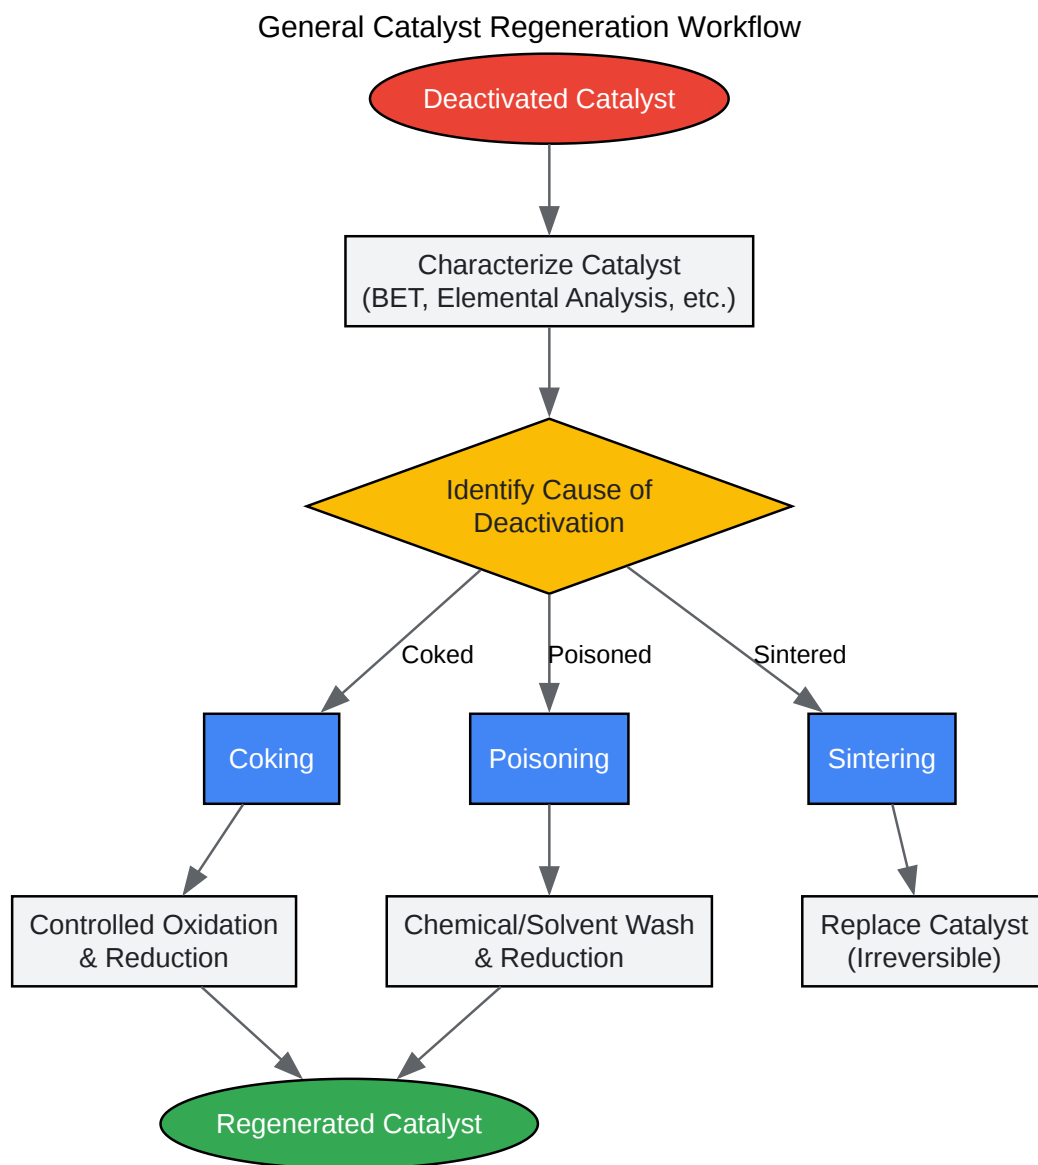 General Catalyst Regeneration Workflow
Deactivated Catalyst
Characterize Catalyst
(BET, Elemental Analysis, etc.)
Identify Cause of
Deactivation
Coked
Poisoned
Sintered
Coking
Poisoning
Sintering
Controlled Oxidation
& Reduction
Chemical/Solvent Wash
& Reduction
Replace Catalyst
(Irreversible)
Regenerated Catalyst